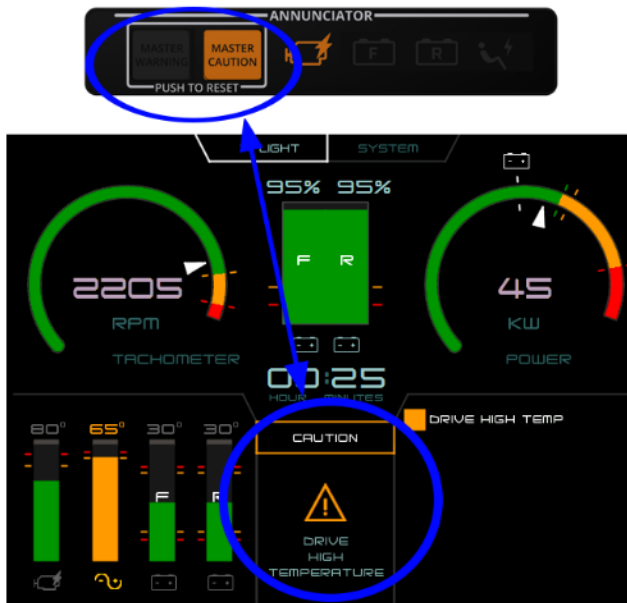 ANNUNCIATOR
MASTER WARNING
MASTER CAUTION
F
R
PUSH TO RESET
LIGHT SYSTEM
95% 95%
F R
2205
RPM
TACHOMETER
45
KW
POWER
00:25
HOUR MINUTES
80° 65° 30° 30°
F R
CAUTION
DRIVE
HIGH
TEMPERATURE
DRIVE HIGH TEMP